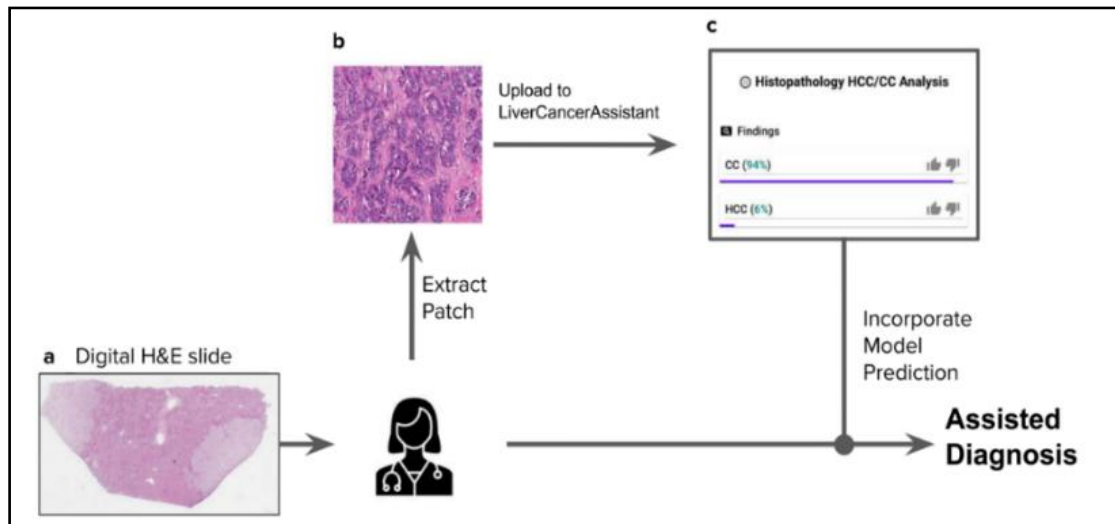 b
c
Upload to
LiverCancerAssistant
Histopathology HCC/CC Analysis
Findings
CC (94%)
HCC (6%)
Extract
Patch
a Digital H&E slide
Incorporate
Model
Prediction
Assisted
Diagnosis